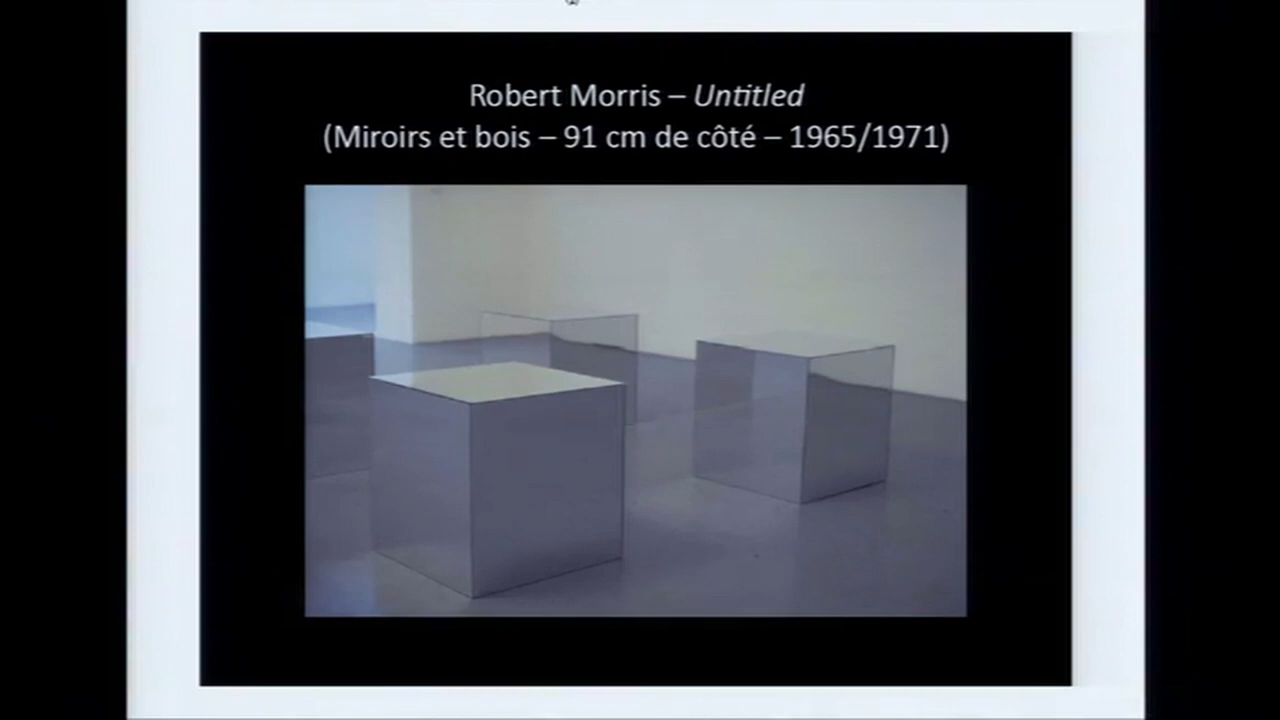 Robert Morris – Untitled
(Miroirs et bois – 91 cm de côté – 1965/1971)